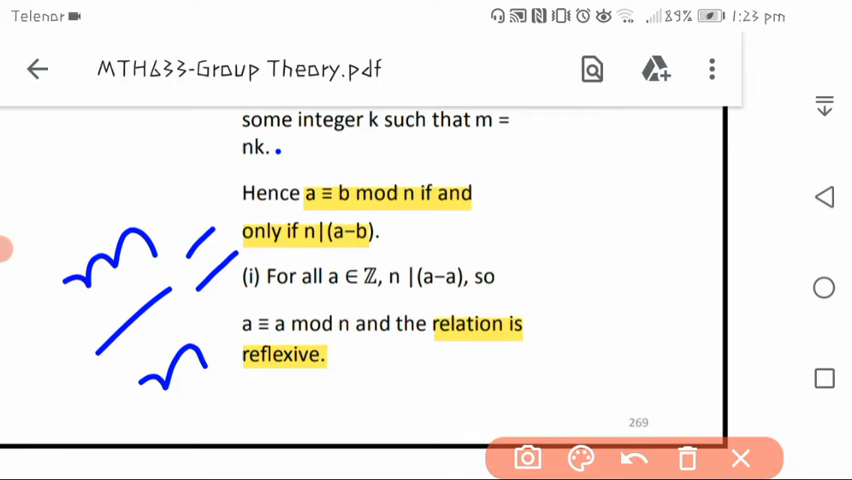 Telenor 89% 1:23 pm
MTH633-Group Theory.pdf
some integer k such that m =
nk.
Hence a ≡ b mod n if and
only if n|(a–b).
(i) For all a ∈ ℤ, n |(a–a), so
a ≡ a mod n and the relation is
reflexive.
m =
n
269